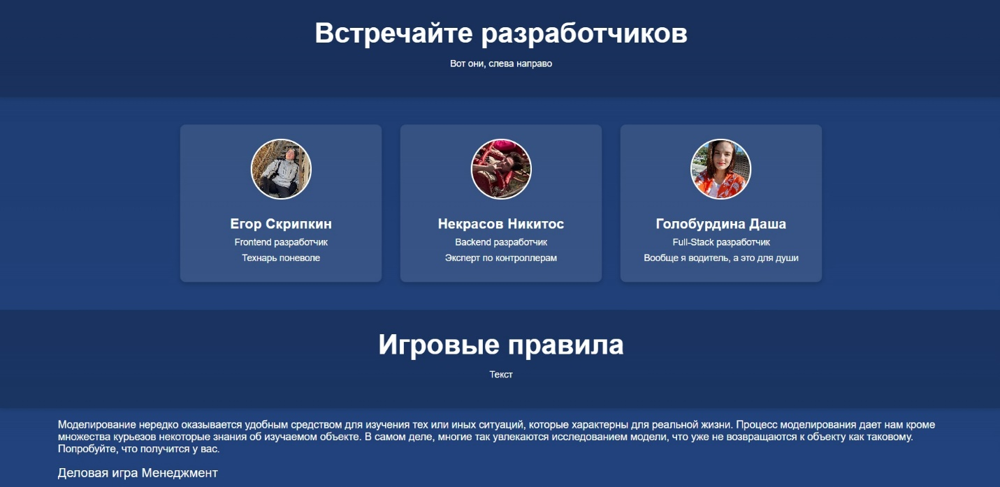 Встречайте разработчиков
Вот они, слева направо
Егор Скрипкин
Frontend разработчик
Технарь поневоле
Некрасов Никитос
Backend разработчик
Эксперт по контроллерам
Голобурдина Даша
Full-Stack разработчик
Вообще я водитель, а это для души
Игровые правила
Текст
Моделирование нередко оказывается удобным средством для изучения тех или иных ситуаций, которые характерны для реальной жизни. Процесс моделирования дает нам кроме
множества курьезов некоторые знания об изучаемом объекте. В самом деле, многие так увлекаются исследованием модели, что уже не возвращаются к объекту как таковому.
Попробуйте, что получится у вас.
Деловая игра Менеджмент